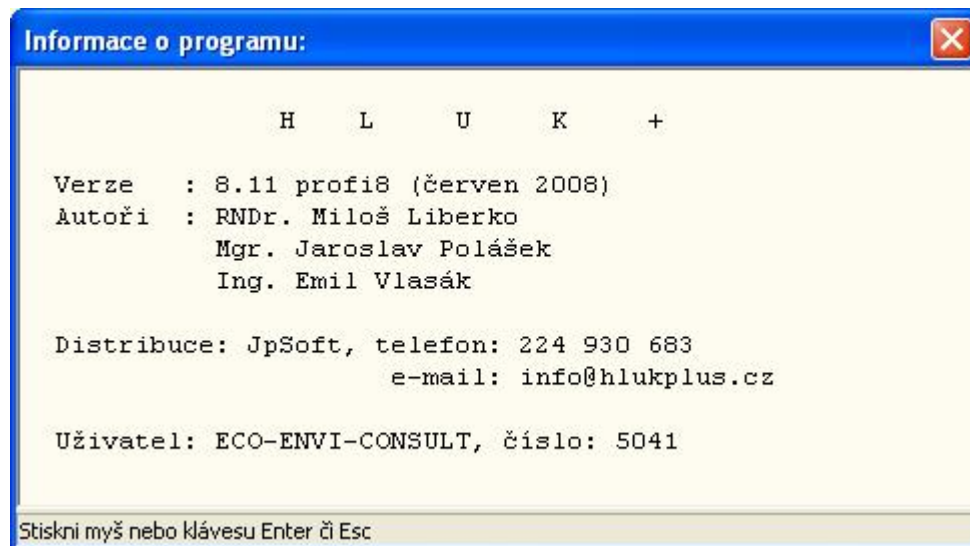 Informace o programu:
H L U K +
Verze : 8.11 profi8 (červen 2008)
Autoři : RNDr. Miloš Liberko
Mgr. Jaroslav Polášek
Ing. Emil Vlasák
Distribuce: JpSoft, telefon: 224 930 683
e-mail: info@hlukplus.cz
Uživatel: ECO-ENVI-CONSULT, číslo: 5041
Stiskni myš nebo klávesu Enter či Esc